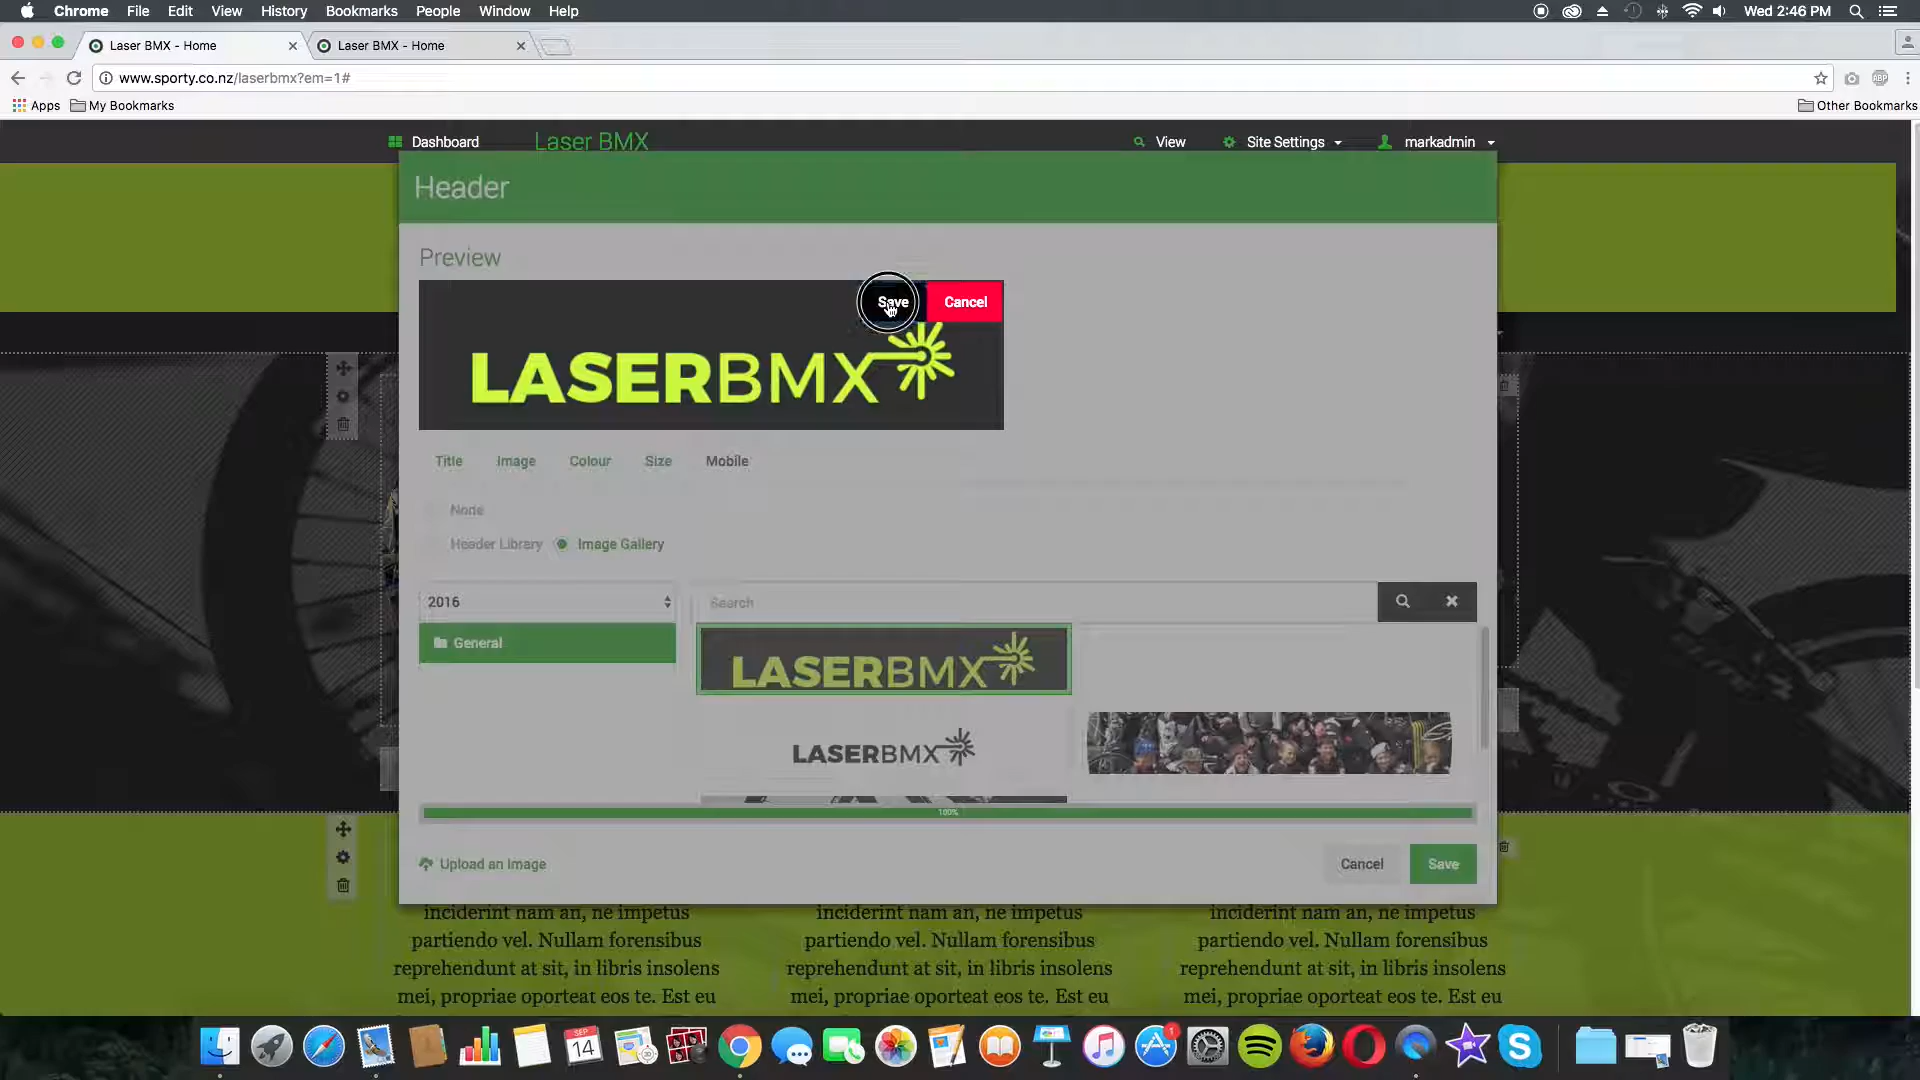 Chrome File Edit View History Bookmarks People Window Help
Wed 2:46 PM
Laser BMX - Home
Laser BMX - Home
www.sporty.co.nz/laserbmx?em=1#
ABP
Apps My Bookmarks
Other Bookmarks
Dashboard
Laser BMX
View
Site Settings
markadmin
Header
Preview
Save
Cancel
LASERBMX
Title Image Colour Size Mobile
None
Header Library Image Gallery
2016
Search
General
LASERBMX
LASERBMX
100%
Upload an Image
Cancel
Save
inciderint nam an, ne impetus
partiendo vel. Nullam forensibus
reprehendunt at sit, in libris insolens
mei, propriae oporteat eos te. Est eu
inciderint nam an, ne impetus
partiendo vel. Nullam forensibus
reprehendunt at sit, in libris insolens
mei, propriae oporteat eos te. Est eu
inciderint nam an, ne impetus
partiendo vel. Nullam forensibus
reprehendunt at sit, in libris insolens
mei, propriae oporteat eos te. Est eu
SEP
14
1